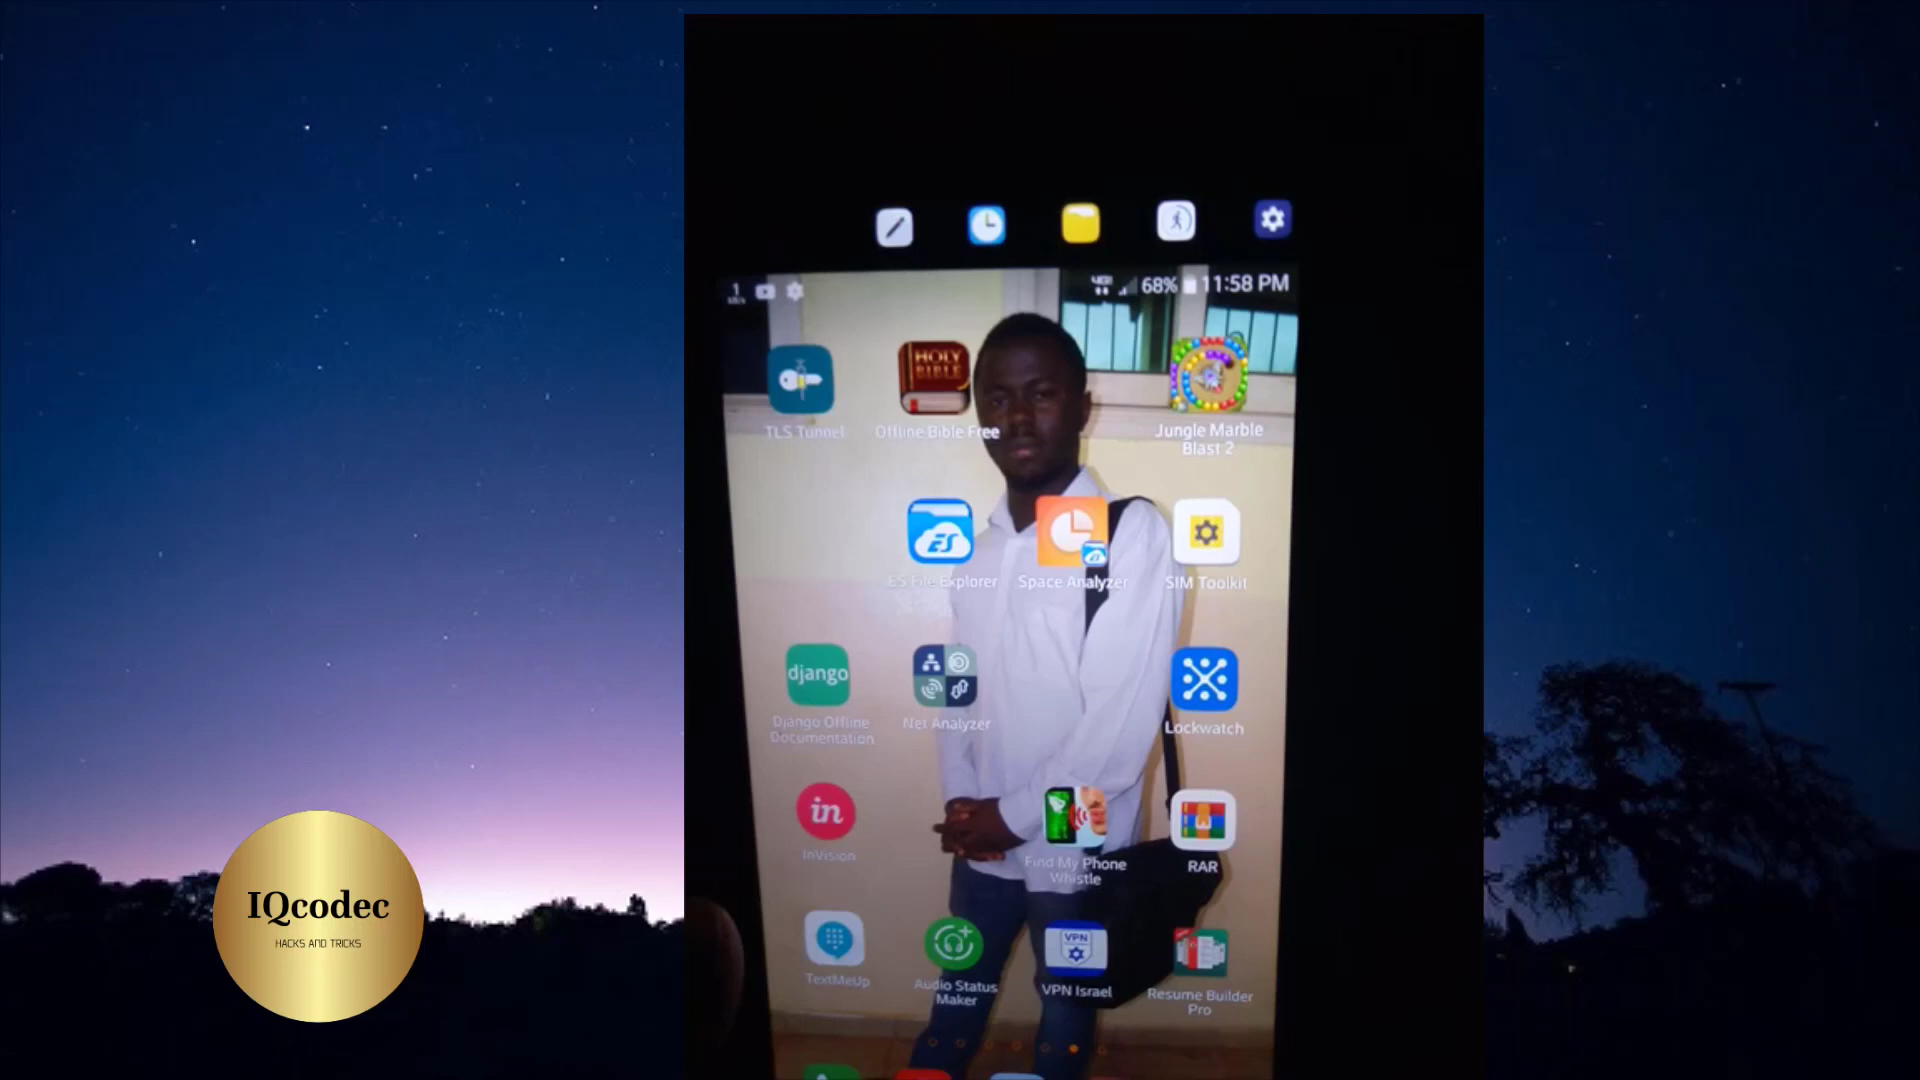 1
68% 11:58 PM
HOLY
BIBLE
TLS Tunnel
Offline Bible Free
Jungle Marble
Blast 2
ES
ES File Explorer
Space Analyzer
SIM Toolkit
django
Django Offline
Documentation
Net Analyzer
Lockwatch
in
InVision
Find My Phone
Whistle
RAR
TextMeUp
Audio Status
Maker
VPN
VPN Israel
Resume Builder
Pro
IQcodec
HACKS AND TRICKS